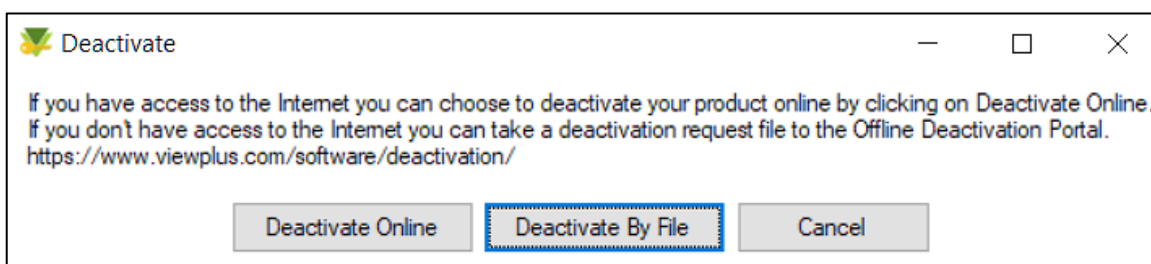 Deactivate
If you have access to the Internet you can choose to deactivate your product online by clicking on Deactivate Online.
If you don't have access to the Internet you can take a deactivation request file to the Offline Deactivation Portal.
https://www.viewplus.com/software/deactivation/
Deactivate Online Deactivate By File Cancel